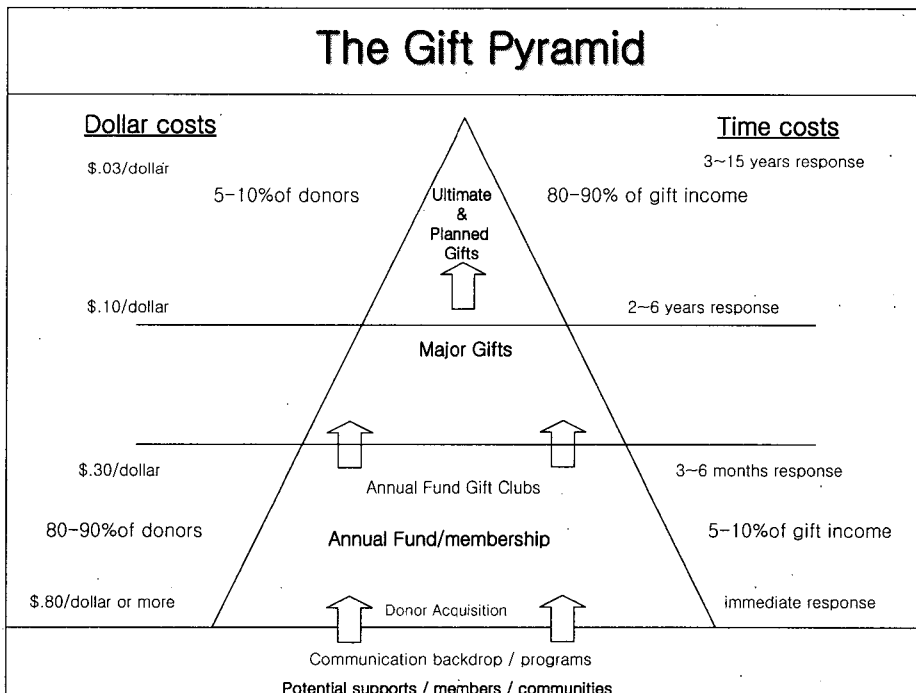 The Gift Pyramid
Dollar costs
Time costs
$.03/dollar
3~15 years response
5-10%of donors
Ultimate
&
Planned
Gifts
80-90% of gift income
$.10/dollar
2~6 years response
Major Gifts
$.30/dollar
3~6 months response
Annual Fund Gift Clubs
80-90%of donors
Annual Fund/membership
5-10%of gift income
$.80/dollar or more
Donor Acquisition
immediate response
Communication backdrop / programs
Potential supports / members / communities